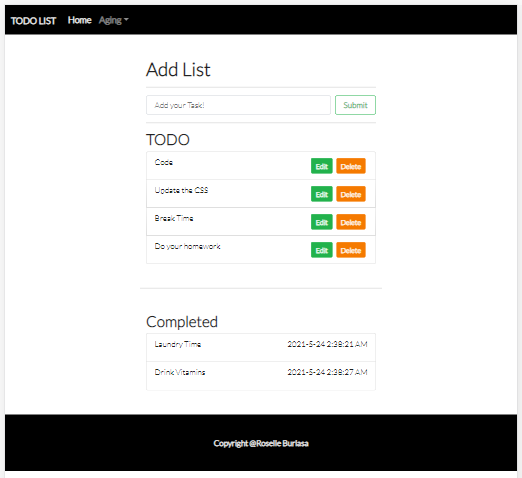 TODO LIST Home Aging
Add List
Add your Task!
Submit
TODO
Code Edit Delete
Update the CSS Edit Delete
Break Time Edit Delete
Do your homework Edit Delete
Completed
Laundry Time 2021-5-24 2:38:21 AM
Drink Vitamins 2021-5-24 2:38:27 AM
Copyright @Roselle Burlasa